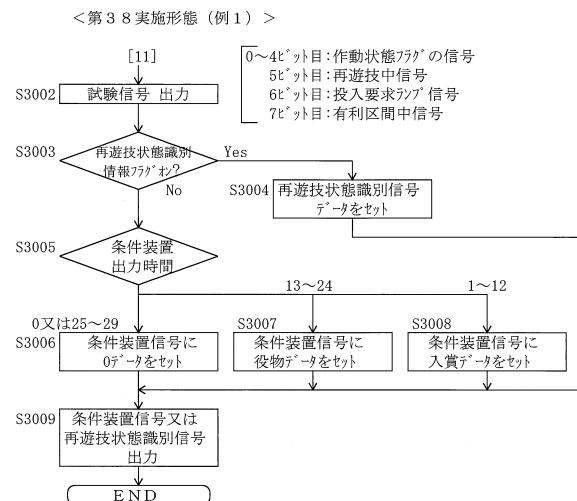 ＜第３８実施形態（例１）＞
[11]
0～4ﾋﾞｯﾄ目：作動状態ﾌﾗｸﾞの信号
5ﾋﾞｯﾄ目：再遊技中信号
6ﾋﾞｯﾄ目：投入要求ﾗﾝﾌﾟ信号
7ﾋﾞｯﾄ目：有利区間中信号
S3002
試験信号 出力
S3003
再遊技状態識別
情報ﾌﾗｸﾞオン?
Yes
No
S3004
再遊技状態識別信号
ﾃﾞｰﾀをセット
S3005
条件装置
出力時間
13～24
1～12
0又は25～29
S3006
条件装置信号に
0ﾃﾞｰﾀをセット
S3007
条件装置信号に
役物ﾃﾞｰﾀをセット
S3008
条件装置信号に
入賞ﾃﾞｰﾀをセット
S3009
条件装置信号又は
再遊技状態識別信号
出力
ＥＮＤ